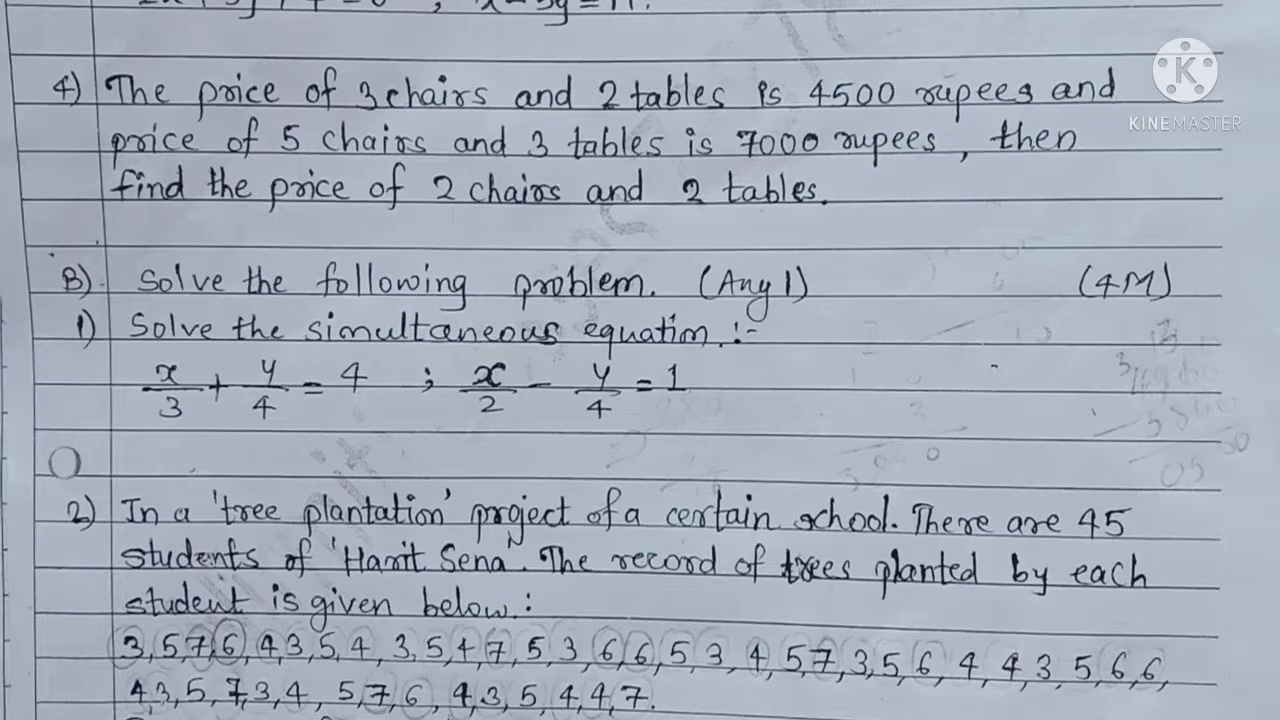 x-3y=11.
KINEMASTER
4) The price of 3 chairs and 2 tables is 4500 rupees and
price of 5 chairs and 3 tables is 7000 rupees, then
find the price of 2 chairs and 2 tables.
B) Solve the following problem. (Any 1) (4M)
1) Solve the simultaneous equation :-
x/3 + y/4 = 4 ; x/2 - y/4 = 1
2) In a 'tree plantation' project of a certain school. There are 45
students of 'Harit Sena'. The record of trees planted by each
student is given below:
3, 5, 7, 6, 4, 3, 5, 4, 3, 5, 4, 7, 5, 3, 6, 6, 5, 3, 4, 5, 7, 3, 5, 6, 4, 4, 3, 5, 6, 6,
4, 3, 5, 7, 3, 4, 5, 7, 6, 4, 3, 5, 4, 4, 7.